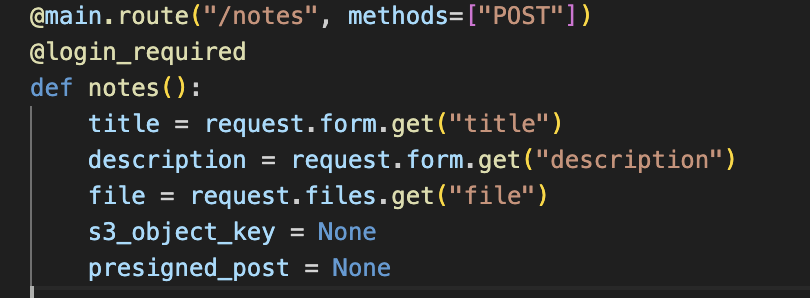 @main.route("/notes", methods=["POST"])
@login_required
def notes():
    title = request.form.get("title")
    description = request.form.get("description")
    file = request.files.get("file")
    s3_object_key = None
    presigned_post = None